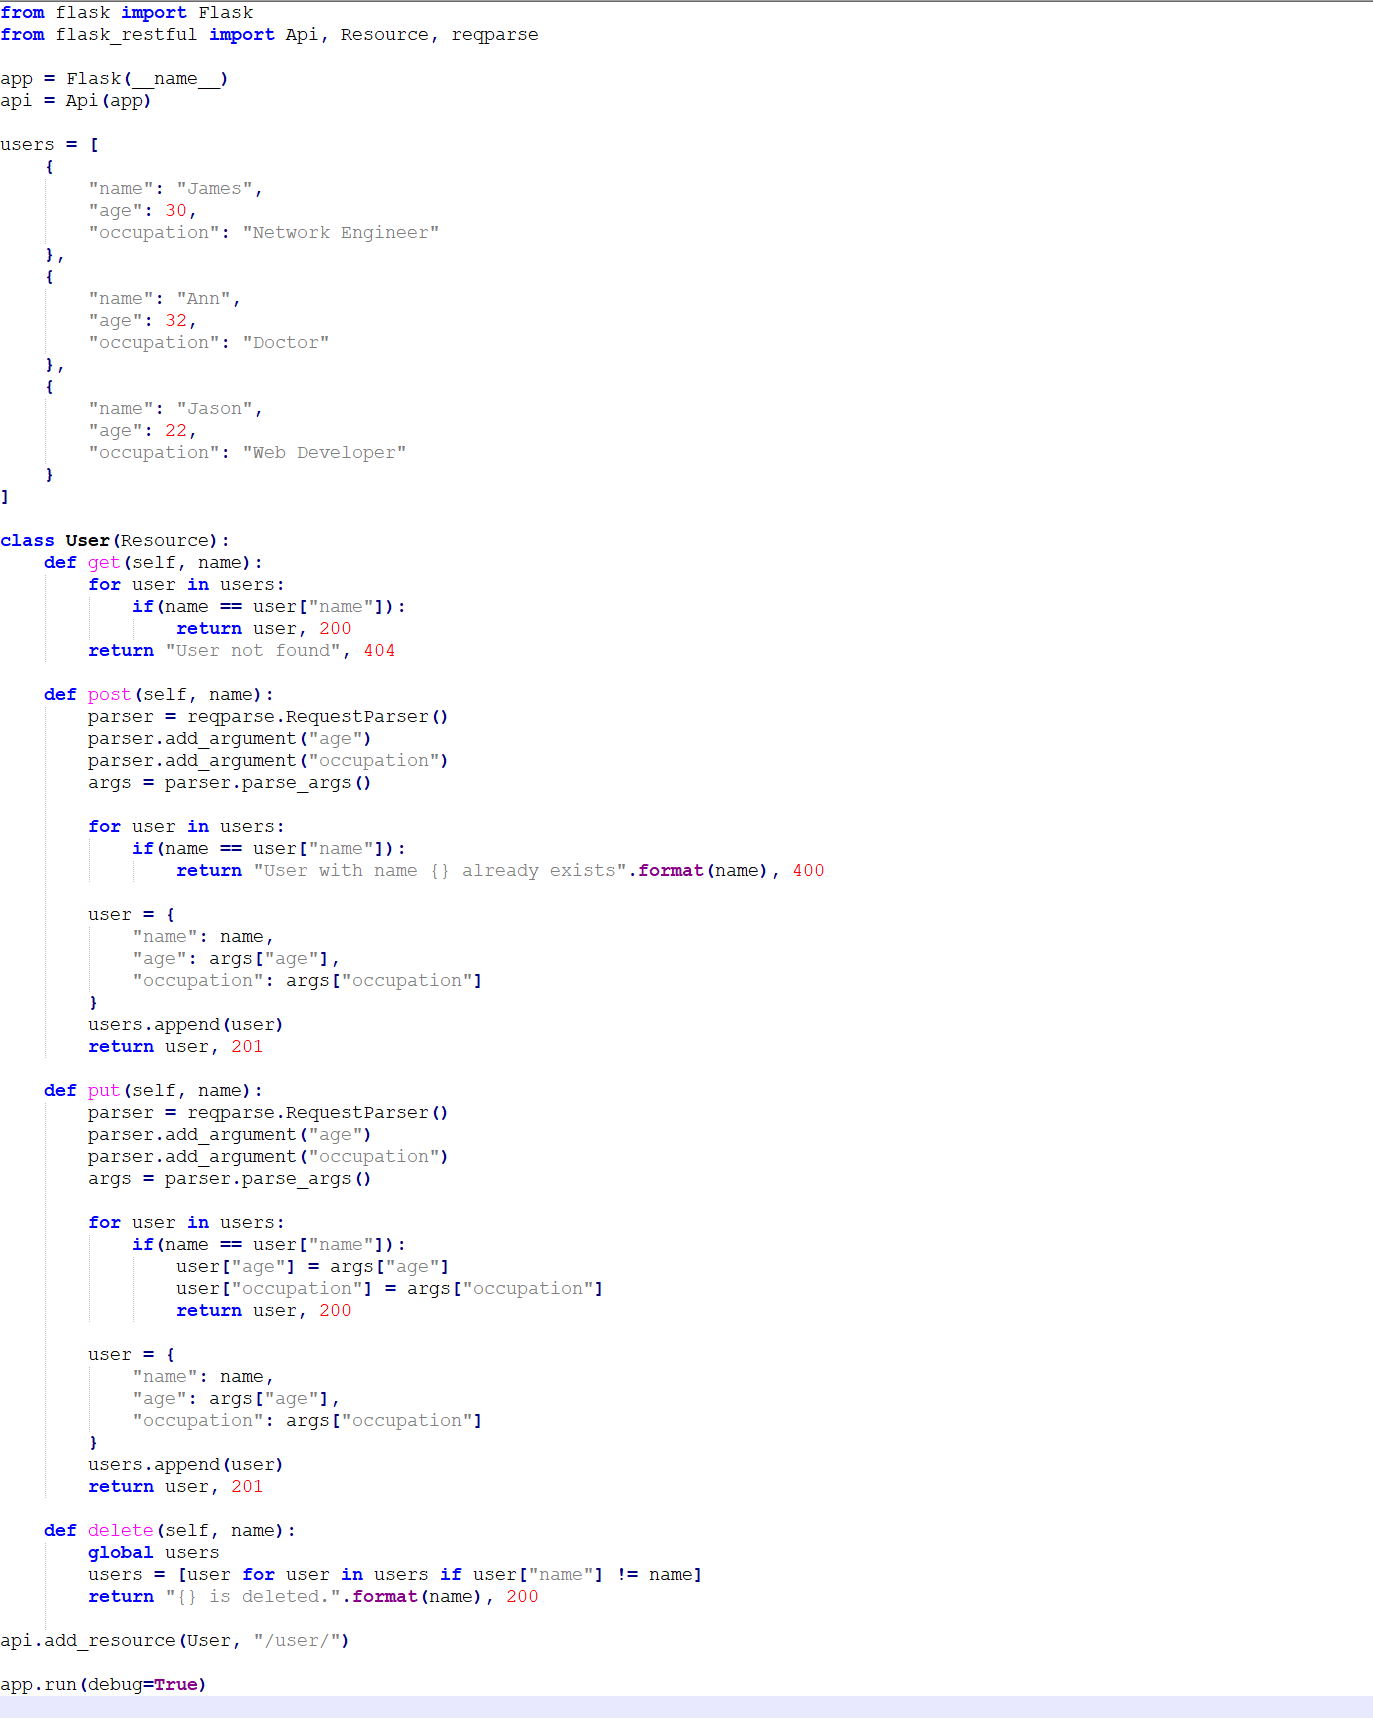 from flask import Flask
from flask_restful import Api, Resource, reqparse

app = Flask(__name__)
api = Api(app)

users = [
    {
        "name": "James",
        "age": 30,
        "occupation": "Network Engineer"
    },
    {
        "name": "Ann",
        "age": 32,
        "occupation": "Doctor"
    },
    {
        "name": "Jason",
        "age": 22,
        "occupation": "Web Developer"
    }
]

class User(Resource):
    def get(self, name):
        for user in users:
            if(name == user["name"]):
                return user, 200
        return "User not found", 404

    def post(self, name):
        parser = reqparse.RequestParser()
        parser.add_argument("age")
        parser.add_argument("occupation")
        args = parser.parse_args()

        for user in users:
            if(name == user["name"]):
                return "User with name {} already exists".format(name), 400

        user = {
            "name": name,
            "age": args["age"],
            "occupation": args["occupation"]
        }
        users.append(user)
        return user, 201

    def put(self, name):
        parser = reqparse.RequestParser()
        parser.add_argument("age")
        parser.add_argument("occupation")
        args = parser.parse_args()

        for user in users:
            if(name == user["name"]):
                user["age"] = args["age"]
                user["occupation"] = args["occupation"]
                return user, 200

        user = {
            "name": name,
            "age": args["age"],
            "occupation": args["occupation"]
        }
        users.append(user)
        return user, 201

    def delete(self, name):
        global users
        users = [user for user in users if user["name"] != name]
        return "{} is deleted.".format(name), 200

api.add_resource(User, "/user/")

app.run(debug=True)